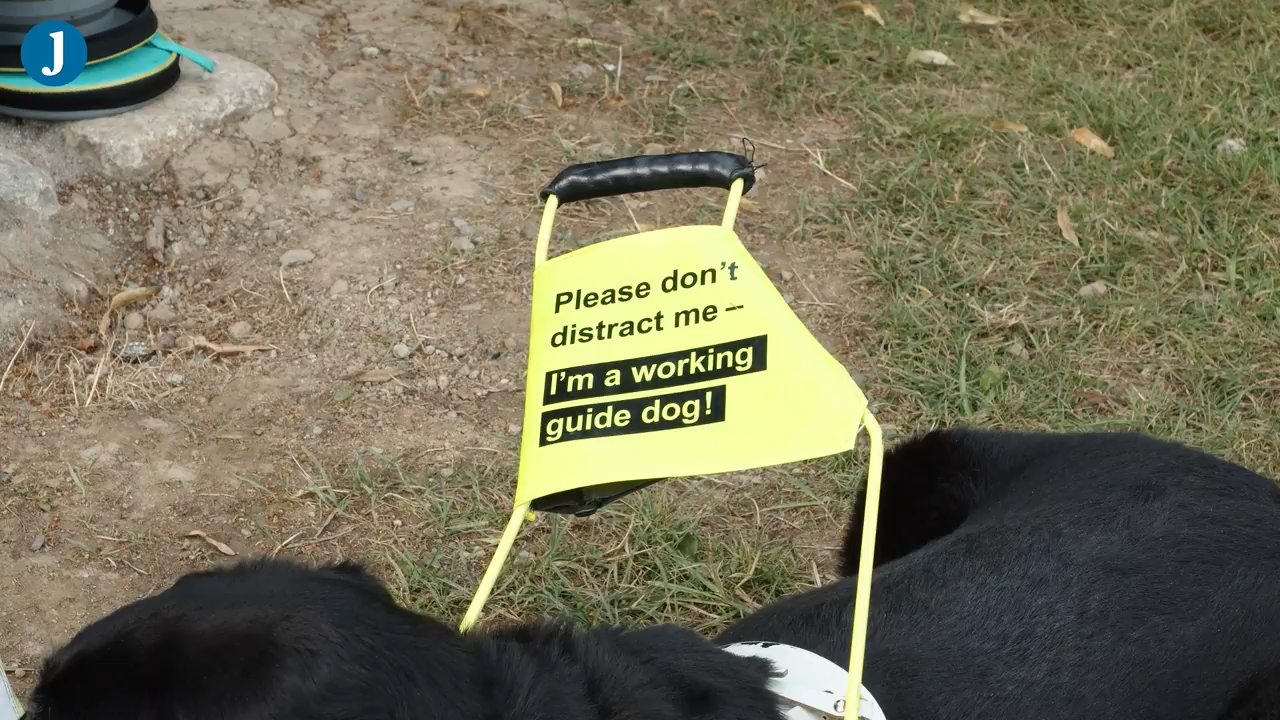 J
Please don't
distract me –
I'm a working
guide dog!